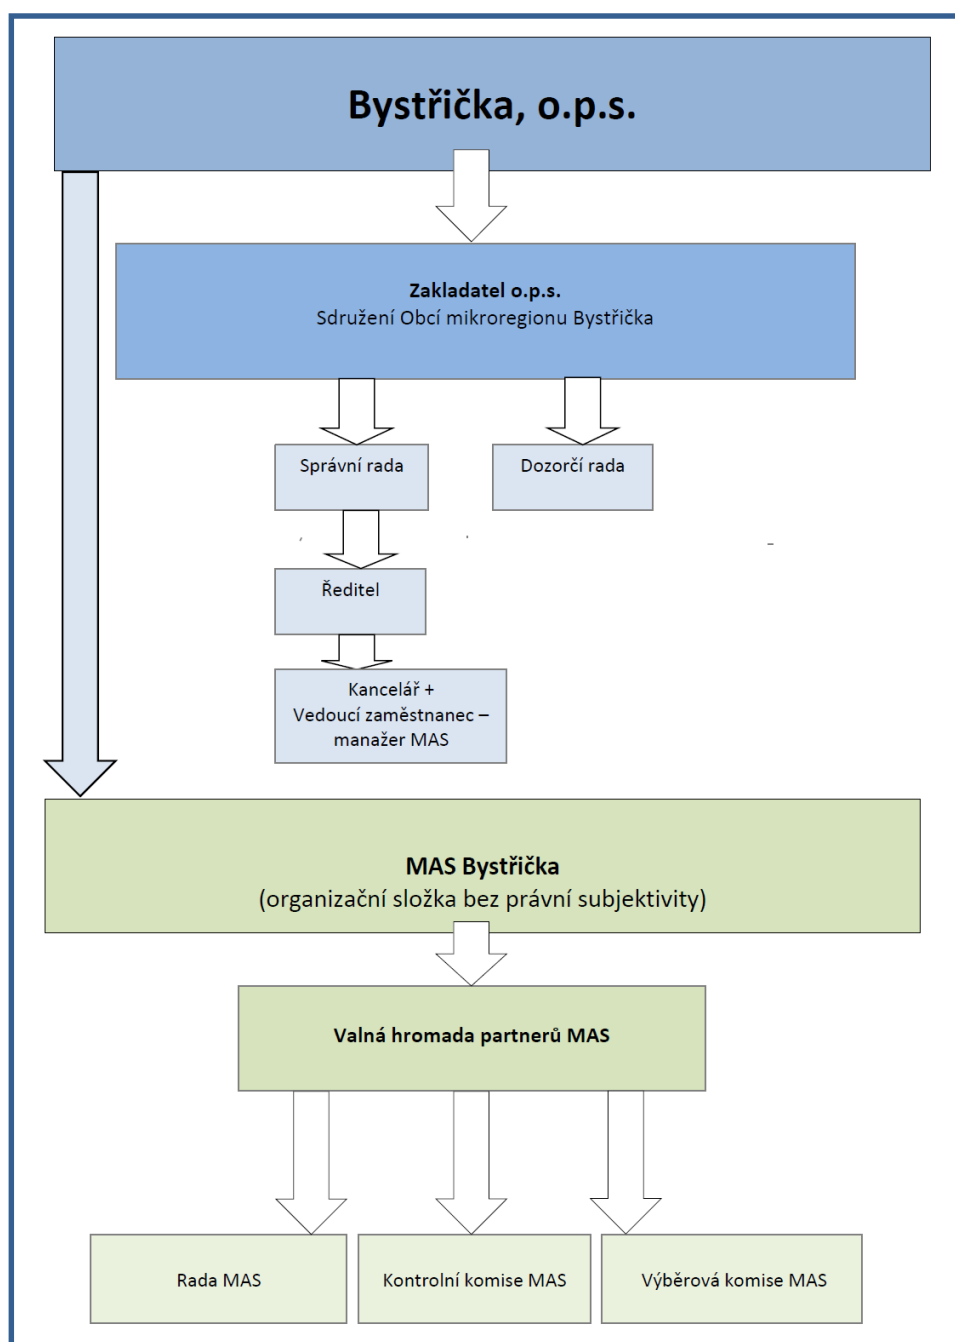 Bystřička, o.p.s.
Zakladatel o.p.s.
Sdružení Obcí mikroregionu Bystřička
Správní rada
Dozorčí rada
Ředitel
Kancelář +
Vedoucí zaměstnanec –
manažer MAS
MAS Bystřička
(organizační složka bez právní subjektivity)
Valná hromada partnerů MAS
Rada MAS
Kontrolní komise MAS
Výběrová komise MAS